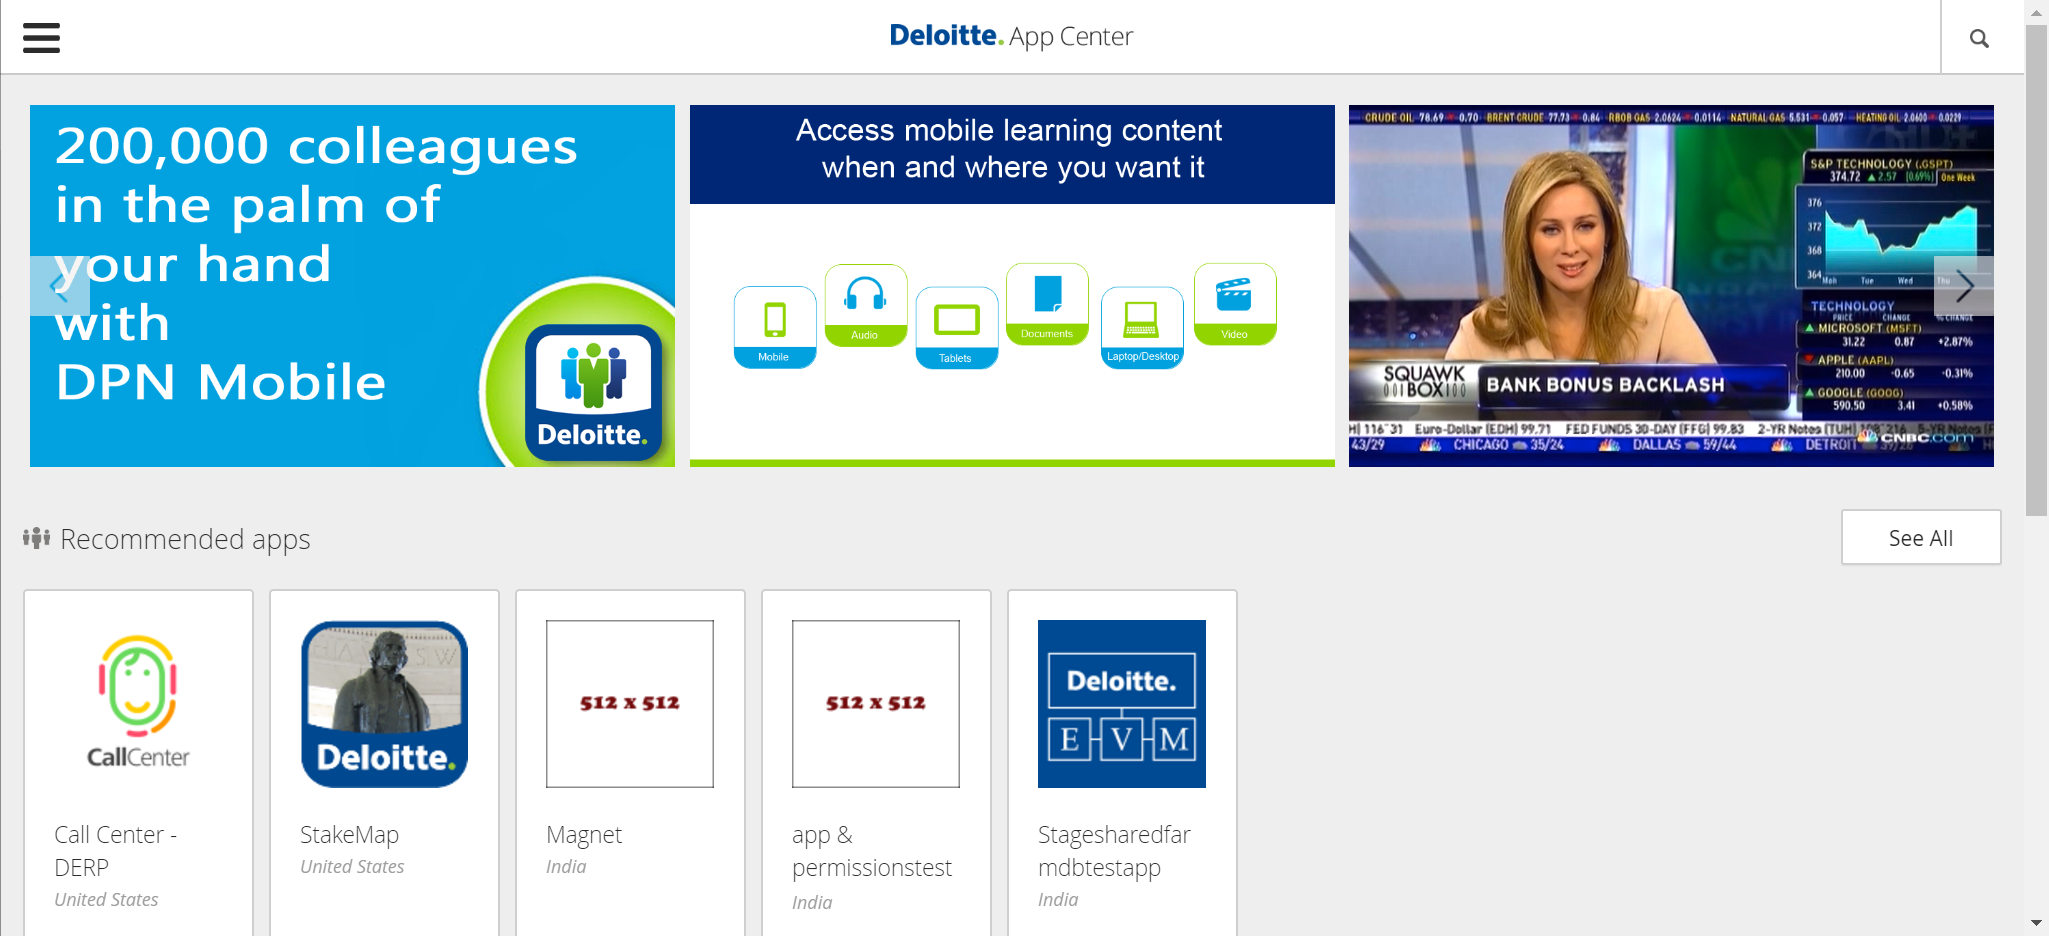 Deloitte. App Center
200,000 colleagues
in the palm of
your hand
with
DPN Mobile
Deloitte.
Access mobile learning content
when and where you want it
Mobile
Audio
Tablets
Documents
Laptop/Desktop
Video
CRUDE OIL 78.69 0.70 BRENT CRUDE 77.73 0.84 RBOB GAS 2.0624 0.0114 NATURAL GAS 5.531 0.057 HEATING OIL 2.0600 0.0229
S&P TECHNOLOGY (.GSPT)
374.72 2.57 (0.69%) One Week
376
372
368
364
Mon Tue Wed Thu
TECHNOLOGY
PRICE CHANGE % CHANGE
MICROSOFT (MSFT)
31.22 0.87 +2.87%
APPLE (AAPL)
210.00 -0.65 -0.31%
GOOGLE (GOOG)
590.50 3.41 +0.58%
SQUAWK
BOX
BANK BONUS BACKLASH
116 31 Euro-Dollar (EDH) 99.71 FED FUNDS 30-DAY (FFG) 99.83 2-YR Notes (TUH) 5-YR Notes
CNBC.com
43/29 CHICAGO 35/24 DALLAS 59/44 DETROIT
Recommended apps
See All
CallCenter
Call Center -
DERP
United States
Deloitte.
StakeMap
United States
512 x 512
Magnet
India
512 x 512
app &
permissionstest
India
Deloitte.
E V M
Stagesharedfar
mdbtestapp
India